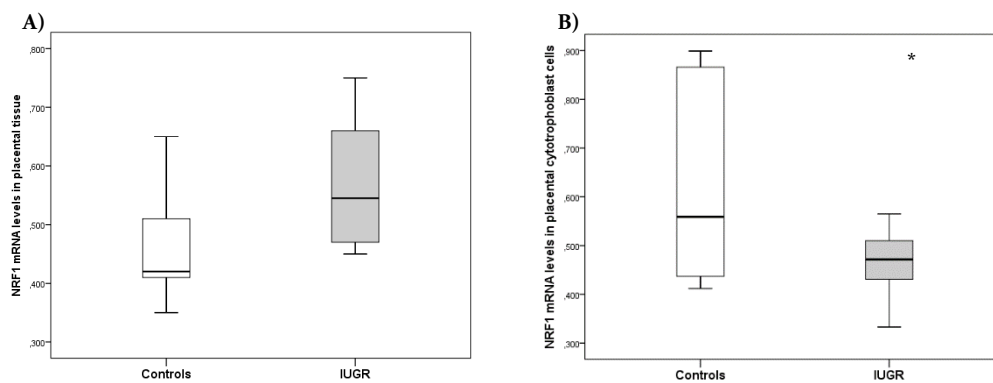 A)
NRF1 mRNA levels in placental tissue
,800
,700
,600
,500
,400
,300
Controls
IUGR
B)
NRF1 mRNA levels in placental cytotrophoblast cells
,900
,800
,700
,600
,500
,400
,300
*
Controls
IUGR